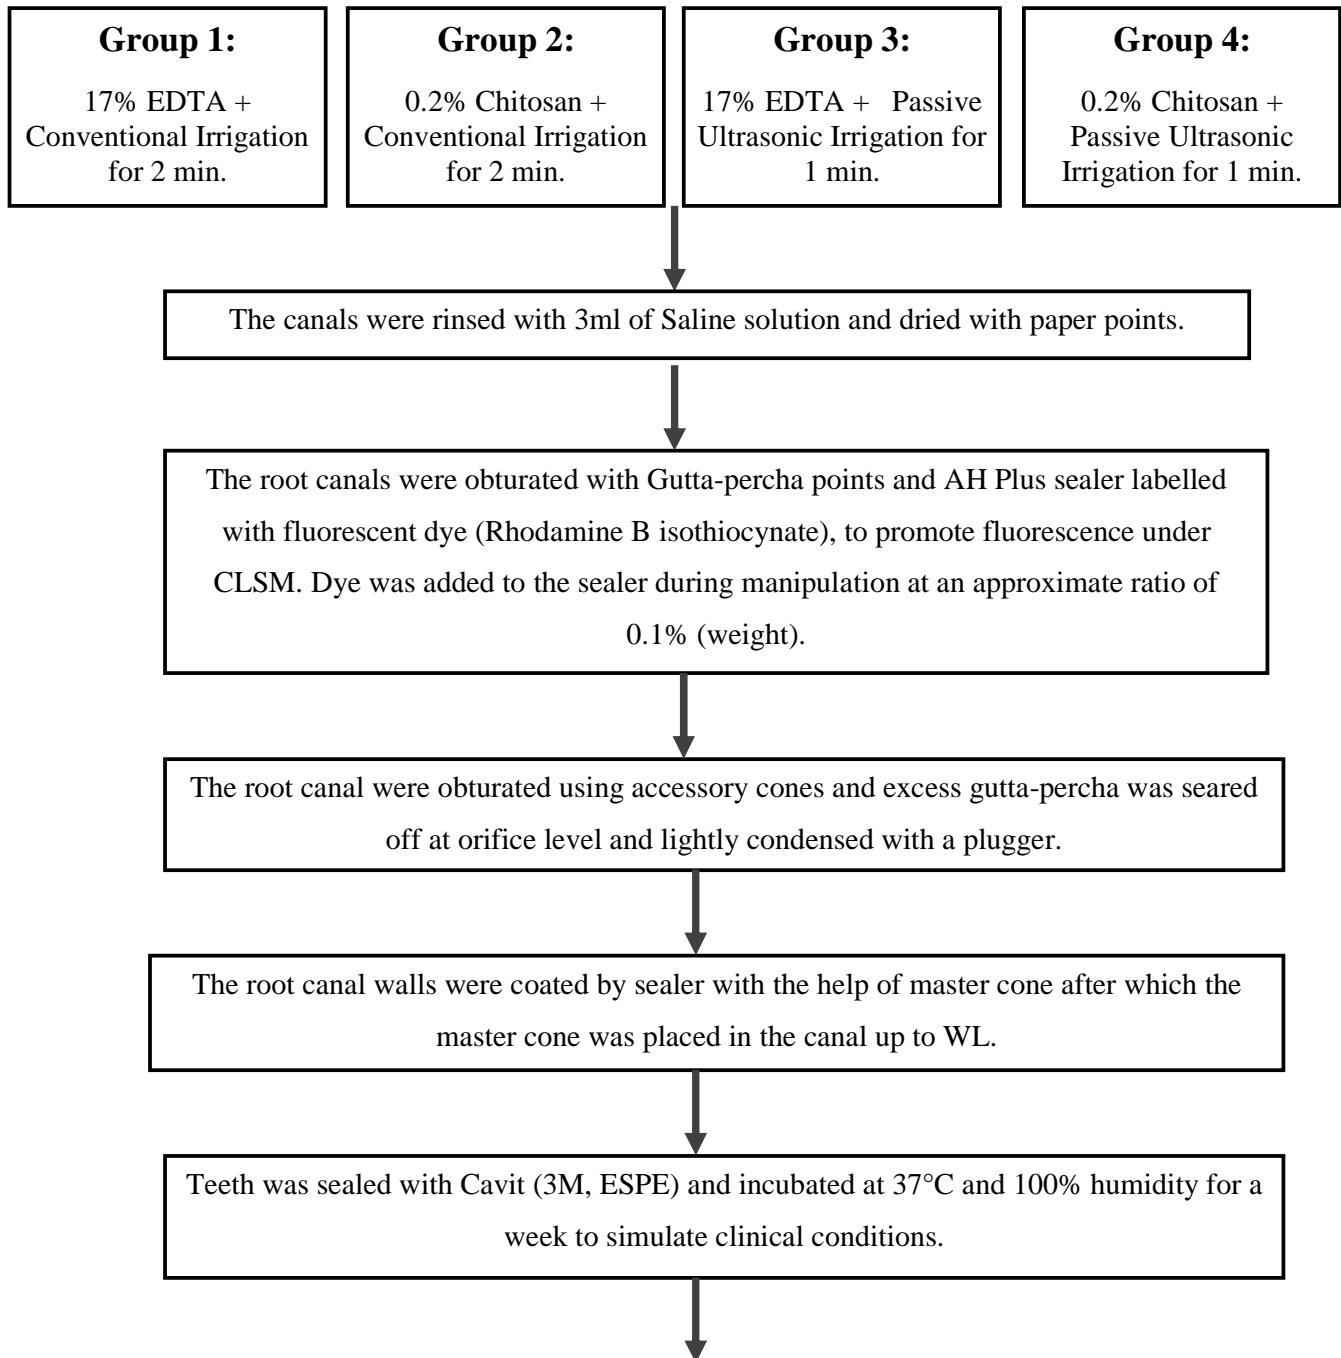 Group 1:
17% EDTA +
Conventional Irrigation
for 2 min.
Group 2:
0.2% Chitosan +
Conventional Irrigation
for 2 min.
Group 3:
17% EDTA + Passive
Ultrasonic Irrigation for
1 min.
Group 4:
0.2% Chitosan +
Passive Ultrasonic
Irrigation for 1 min.
The canals were rinsed with 3ml of Saline solution and dried with paper points.
The root canals were obturated with Gutta-percha points and AH Plus sealer labelled
with fluorescent dye (Rhodamine B isothiocynate), to promote fluorescence under
CLSM. Dye was added to the sealer during manipulation at an approximate ratio of
0.1% (weight).
The root canal were obturated using accessory cones and excess gutta-percha was seared
off at orifice level and lightly condensed with a plugger.
The root canal walls were coated by sealer with the help of master cone after which the
master cone was placed in the canal up to WL.
Teeth was sealed with Cavit (3M, ESPE) and incubated at 37°C and 100% humidity for a
week to simulate clinical conditions.